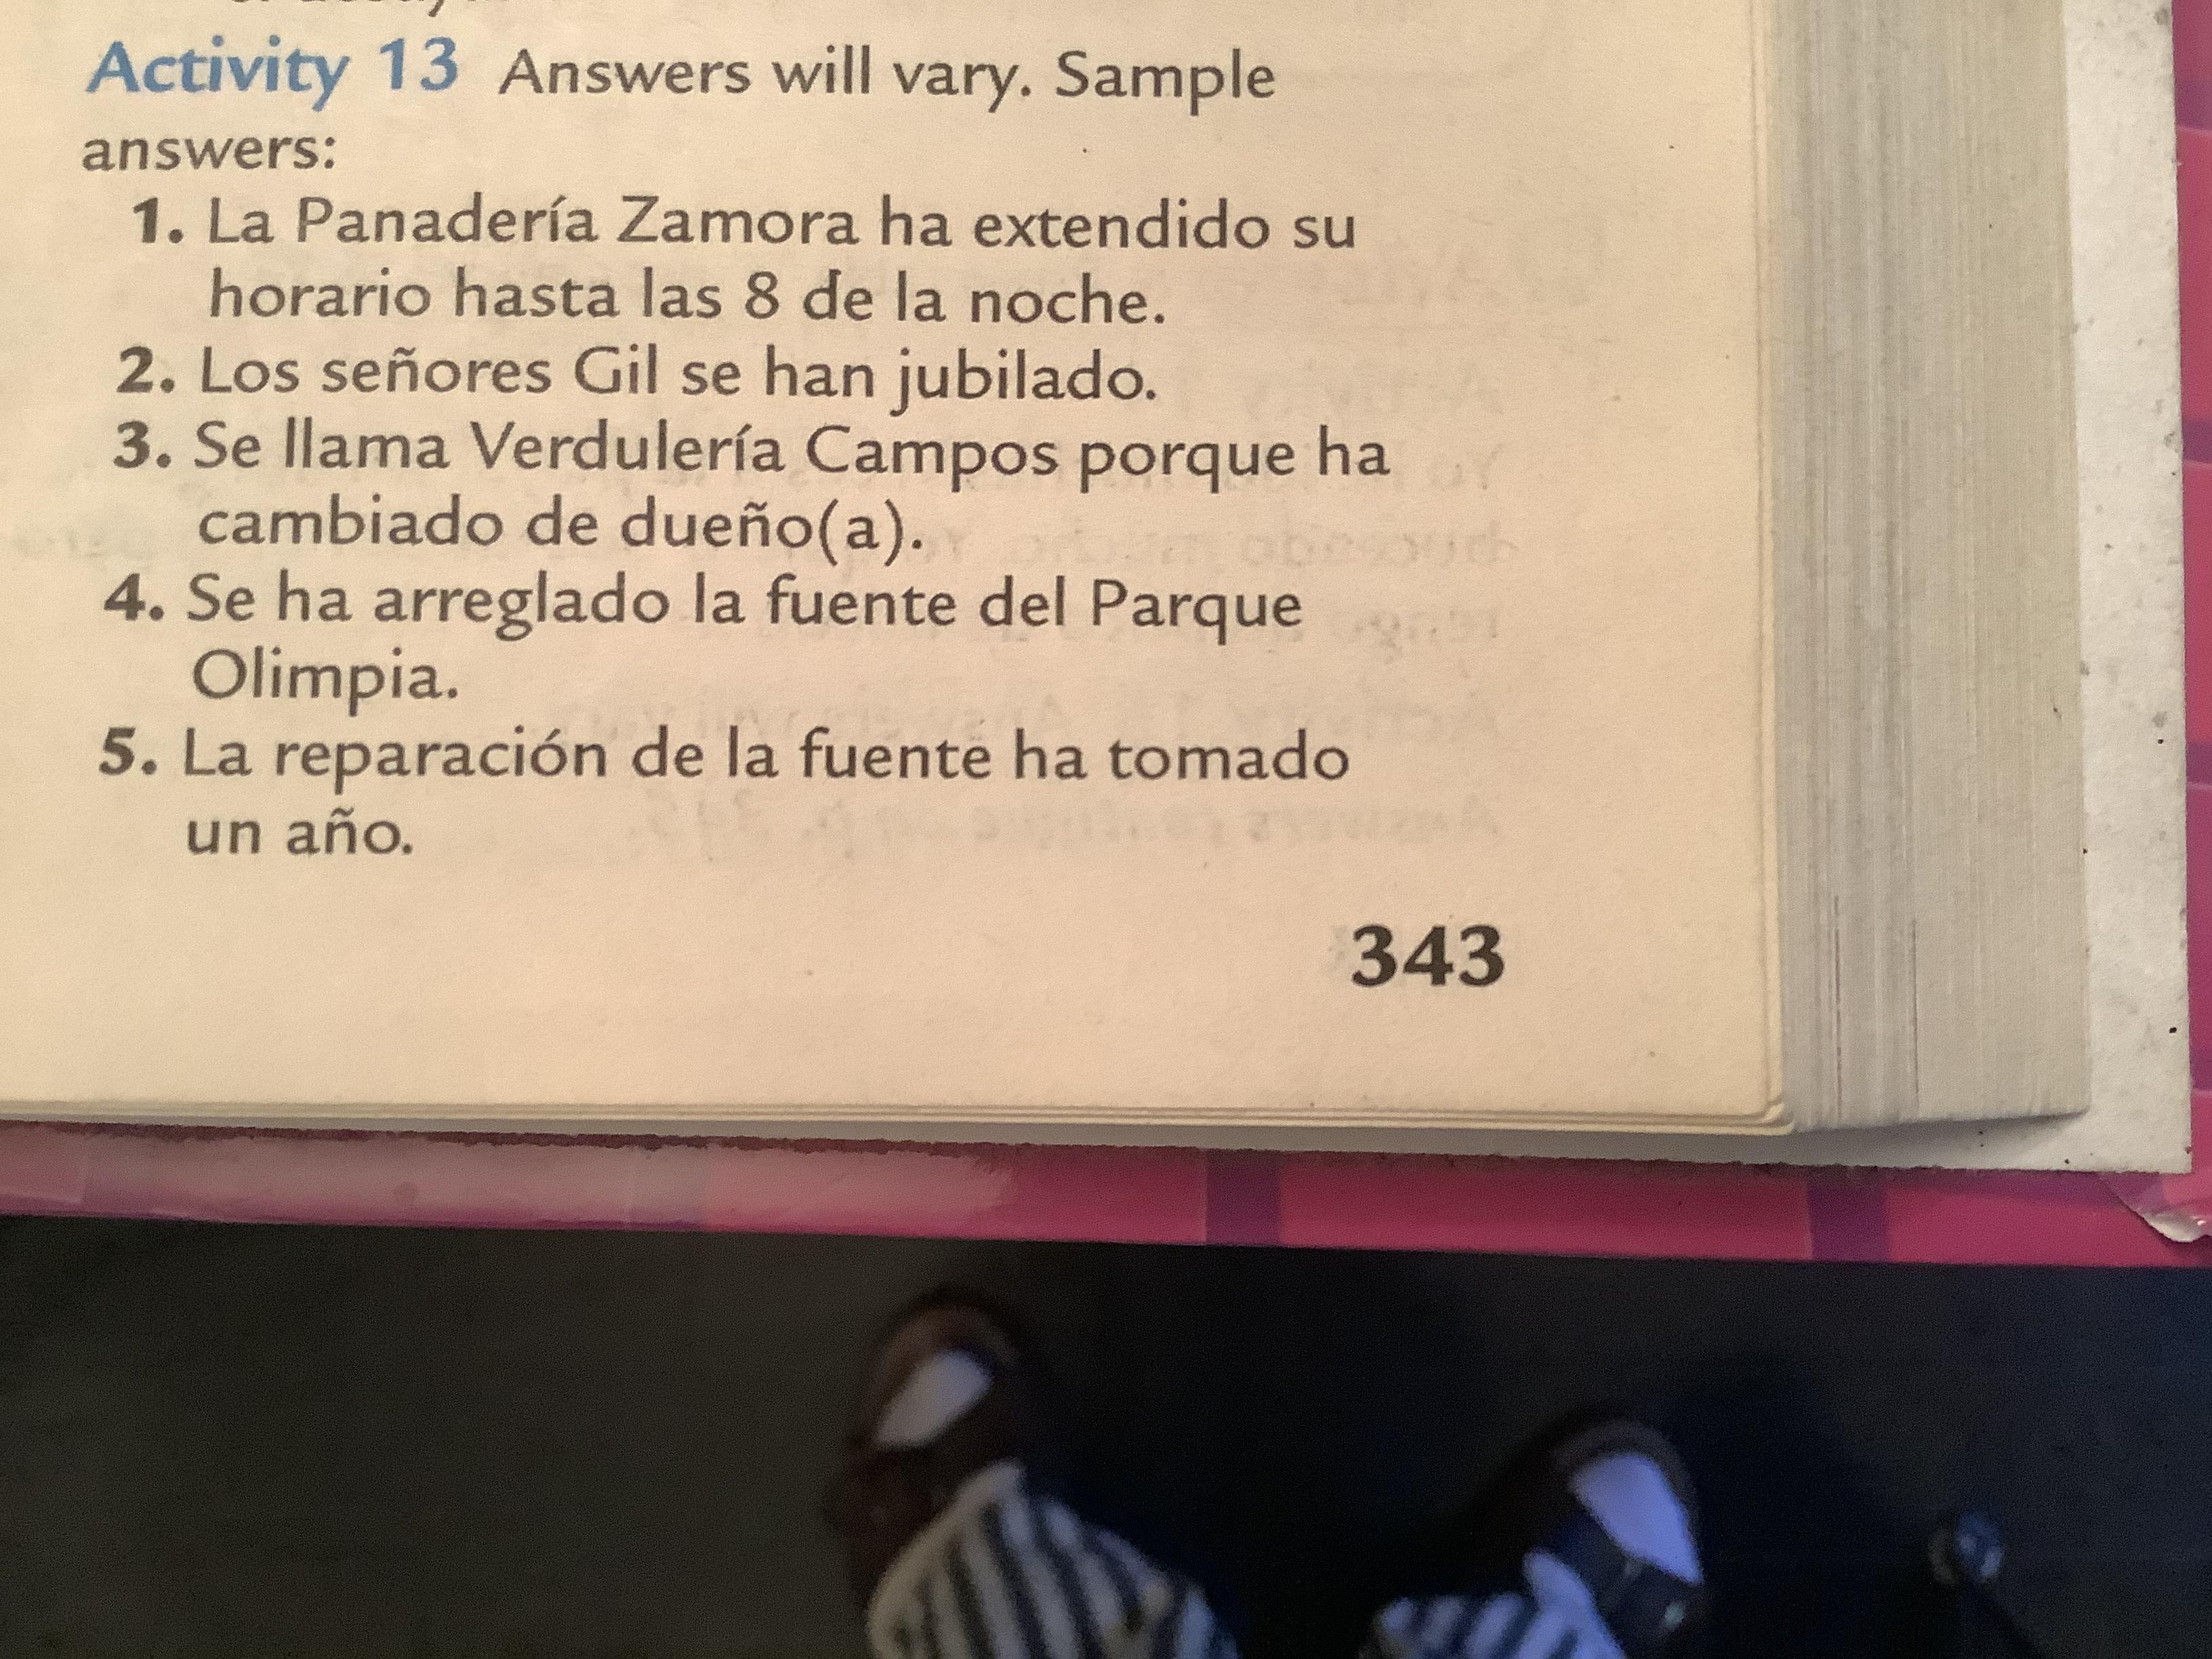 Activity 13 Answers will vary. Sample
answers:
1. La Panadería Zamora ha extendido su
horario hasta las 8 de la noche.
2. Los señores Gil se han jubilado.
3. Se llama Verdulería Campos porque ha
cambiado de dueño(a).
4. Se ha arreglado la fuente del Parque
Olimpia.
5. La reparación de la fuente ha tomado
un año.
343